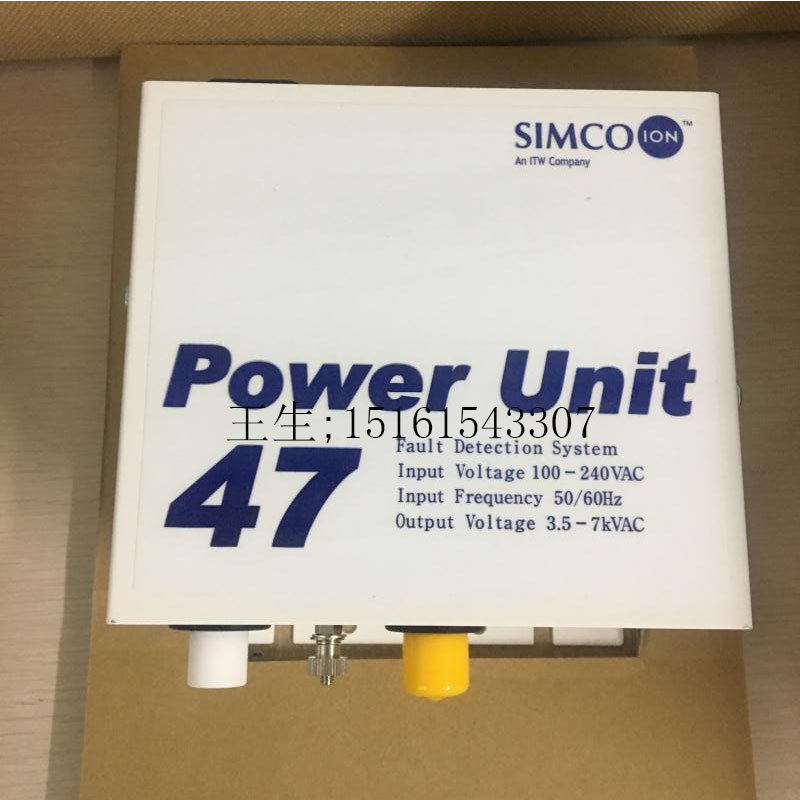 SIMCO ION™
An ITW Company
Power Unit
王生;15161543307
47
Fault Detection System
Input Voltage 100-240VAC
Input Frequency 50/60Hz
Output Voltage 3.5-7kVAC